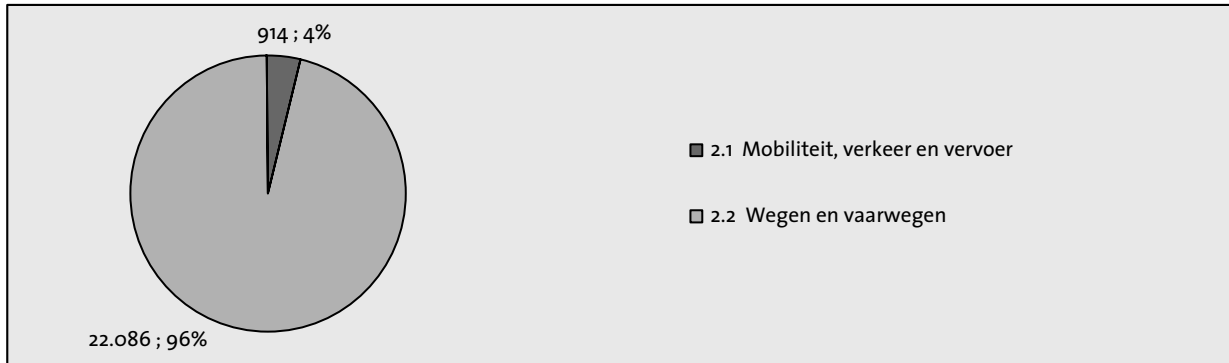 914 ; 4%
2.1 Mobiliteit, verkeer en vervoer
2.2 Wegen en vaarwegen
22.086 ; 96%